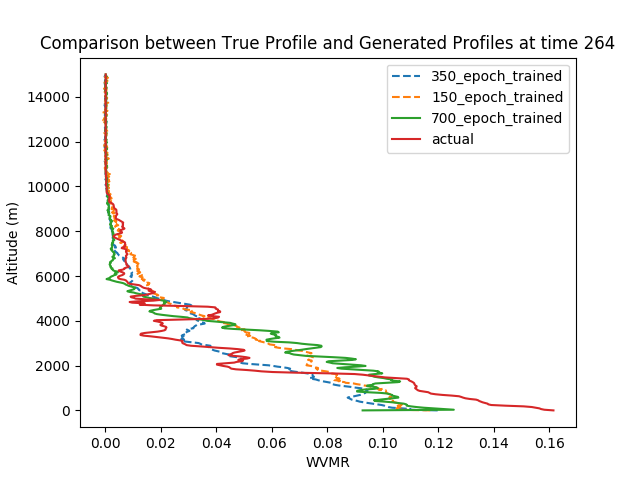 Comparison between True Profile and Generated Profiles at time 264
350_epoch_trained
150_epoch_trained
700_epoch_trained
actual
Altitude (m)
14000
12000
10000
8000
6000
4000
2000
0
0.00 0.02 0.04 0.06 0.08 0.10 0.12 0.14 0.16
WVMR